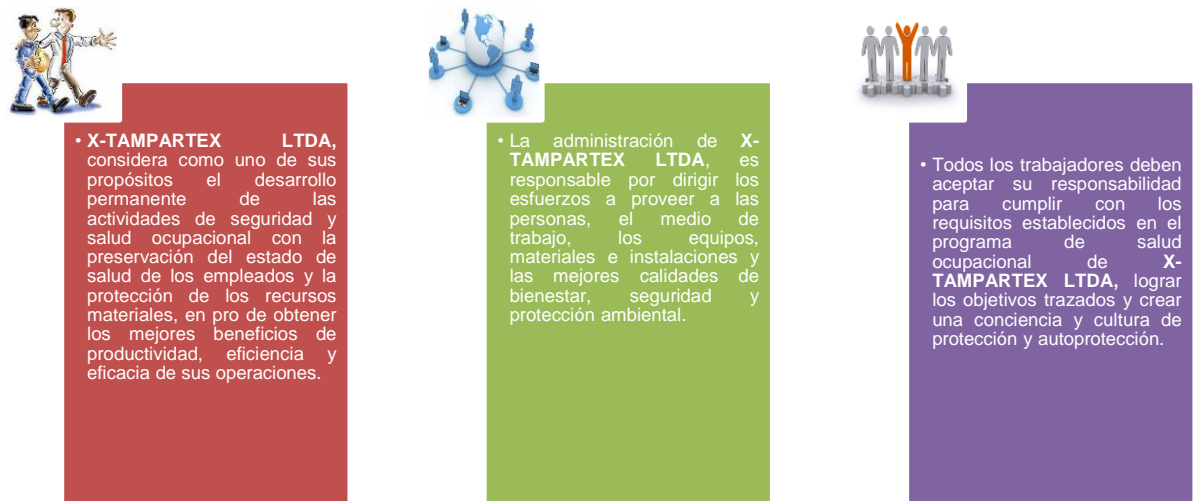 • X-TAMPARTEX LTDA,
considera como uno de sus
propósitos el desarrollo
permanente de las
actividades de seguridad y
salud ocupacional con la
preservación del estado de
salud de los empleados y la
protección de los recursos
materiales, en pro de obtener
los mejores beneficios de
productividad, eficiencia y
eficacia de sus operaciones.
• La administración de X-
TAMPARTEX LTDA, es
responsable por dirigir los
esfuerzos a proveer a las
personas, el medio de
trabajo, los equipos,
materiales e instalaciones y
las mejores calidades de
bienestar, seguridad y
protección ambiental.
• Todos los trabajadores deben
aceptar su responsabilidad
para cumplir con los
requisitos establecidos en el
programa de salud
ocupacional de X-
TAMPARTEX LTDA, lograr
los objetivos trazados y crear
una conciencia y cultura de
protección y autoprotección.